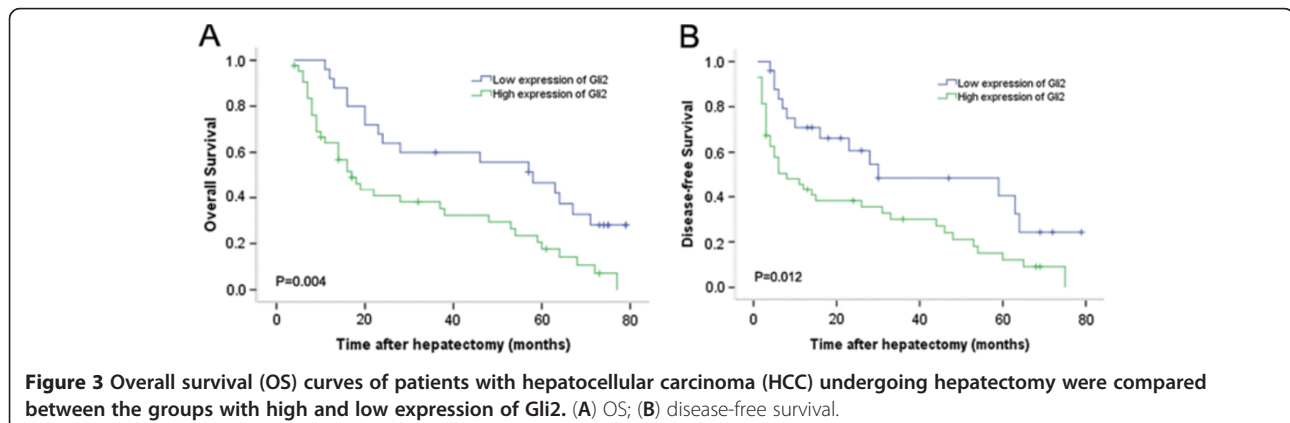 A
1.0
0.8
0.6
0.4
0.2
0.0
Overall Survival
Low expression of Gli2
High expression of Gli2
P=0.004
0 20 40 60 80
Time after hepatectomy (months)
B
1.0
0.8
0.6
0.4
0.2
0.0
Disease-free Survival
Low expression of Gli2
High expression of Gli2
P=0.012
0 20 40 60 80
Time after hepatectomy (months)
Figure 3 Overall survival (OS) curves of patients with hepatocellular carcinoma (HCC) undergoing hepatectomy were compared
between the groups with high and low expression of Gli2. (A) OS; (B) disease-free survival.